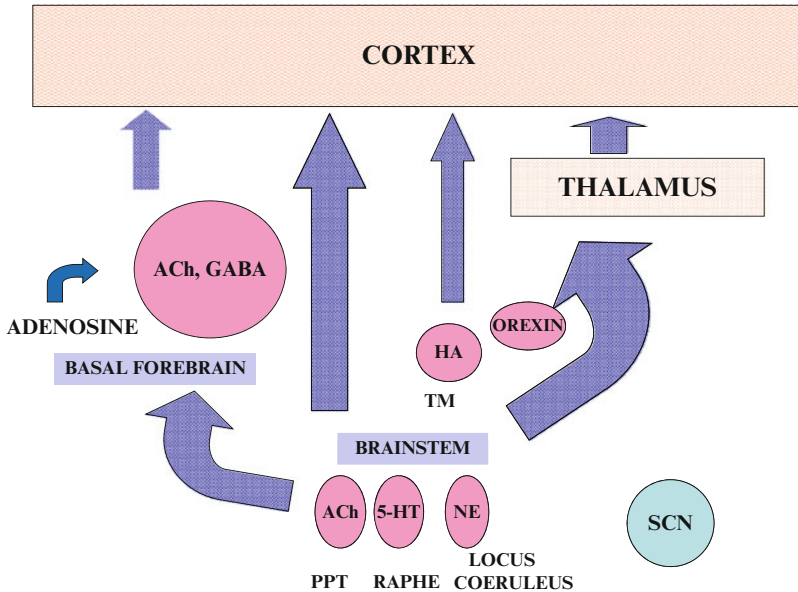 CORTEX
THALAMUS
ACh, GABA
ADENOSINE
OREXIN
HA
BASAL FOREBRAIN
TM
BRAINSTEM
ACh
5-HT
NE
SCN
PPT
RAPHE
LOCUS
COERULEUS